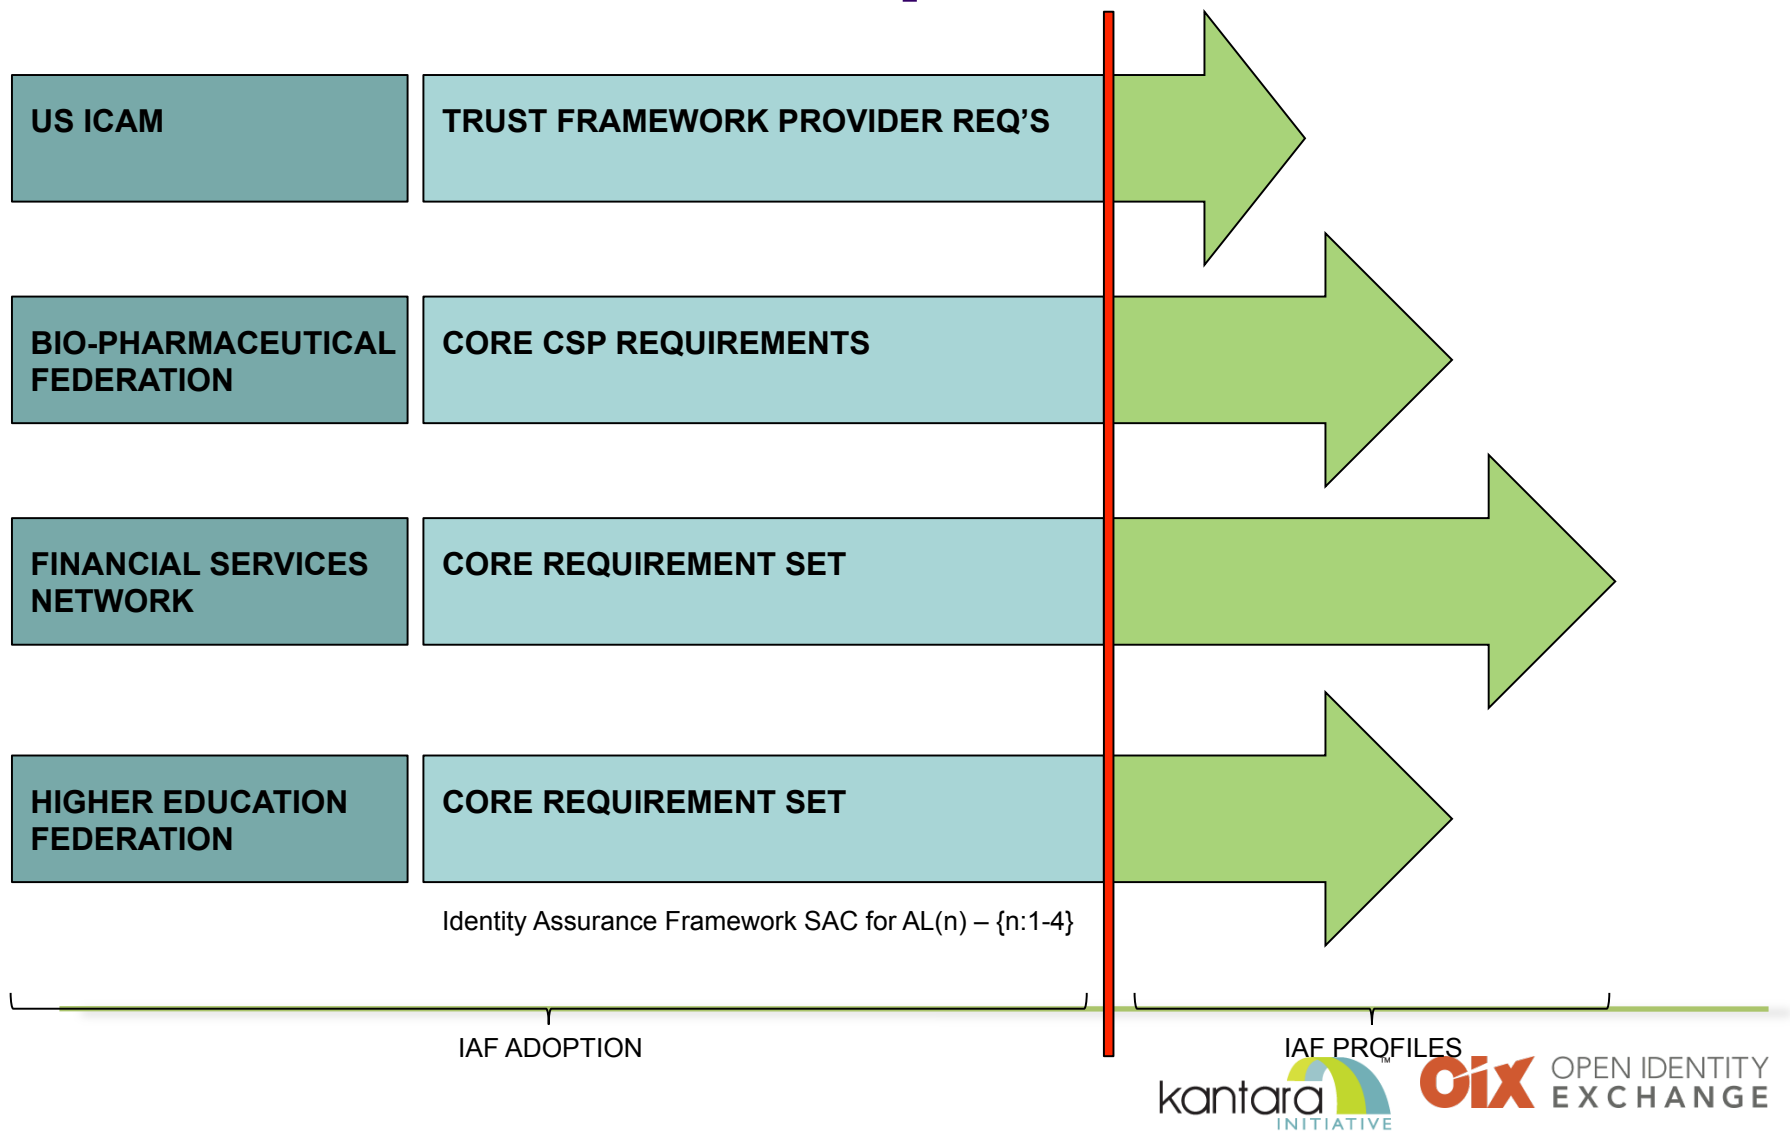 US ICAM
TRUST FRAMEWORK PROVIDER REQ’S
BIO-PHARMACEUTICAL
FEDERATION
CORE CSP REQUIREMENTS
FINANCIAL SERVICES
NETWORK
CORE REQUIREMENT SET
HIGHER EDUCATION
FEDERATION
CORE REQUIREMENT SET
Identity Assurance Framework SAC for AL(n) – {n:1-4}
IAF ADOPTION
IAF PROFILES
kantara
INITIATIVE
™
OIX
OPEN IDENTITY
EXCHANGE